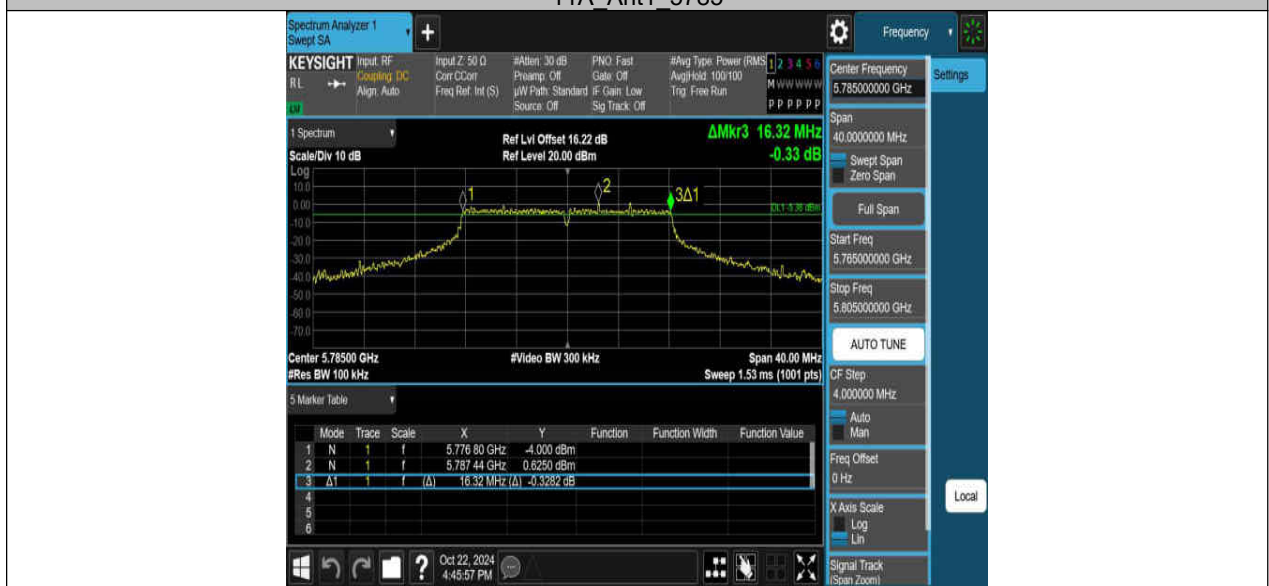 11A_Ant1_5785
Spectrum Analyzer 1
Swept SA
+
Frequency
KEYSIGHT
RL
Input: RF
Coupling: DC
Align: Auto
Input Z: 50 Ω
Corr CCorr
Freq Ref: Int (S)
#Atten: 30 dB
Preamp: Off
µW Path: Standard
Source: Off
PNO: Fast
Gate: Off
IF Gain: Low
Sig Track: Off
#Avg Type: Power (RMS
Avg|Hold: 100/100
Trig: Free Run
1 2 3 4 5 6
M W W W W W
P P P P P P
1 Spectrum
Scale/Div 10 dB
Ref Lvl Offset 16.22 dB
Ref Level 20.00 dBm
ΔMkr3 16.32 MHz
-0.33 dB
Log
10.0
0.00
-10.0
-20.0
-30.0
-40.0
-50.0
-60.0
-70.0
1
2
3Δ1
DL1 -5.38 dBm
Center 5.78500 GHz
#Res BW 100 kHz
#Video BW 300 kHz
Span 40.00 MHz
Sweep 1.53 ms (1001 pts)
5 Marker Table
Mode Trace Scale X Y Function Function Width Function Value
1 N 1 f 5.776 80 GHz -4.000 dBm
2 N 1 f 5.787 44 GHz 0.6250 dBm
3 Δ1 1 f (Δ) 16.32 MHz (Δ) -0.3282 dB
4
5
6
?
Oct 22, 2024
4:45:57 PM
Center Frequency
5.785000000 GHz
Span
40.0000000 MHz
Swept Span
Zero Span
Full Span
Start Freq
5.765000000 GHz
Stop Freq
5.805000000 GHz
AUTO TUNE
CF Step
4.000000 MHz
Auto
Man
Freq Offset
0 Hz
X Axis Scale
Log
Lin
Signal Track
(Span Zoom)
Settings
Local